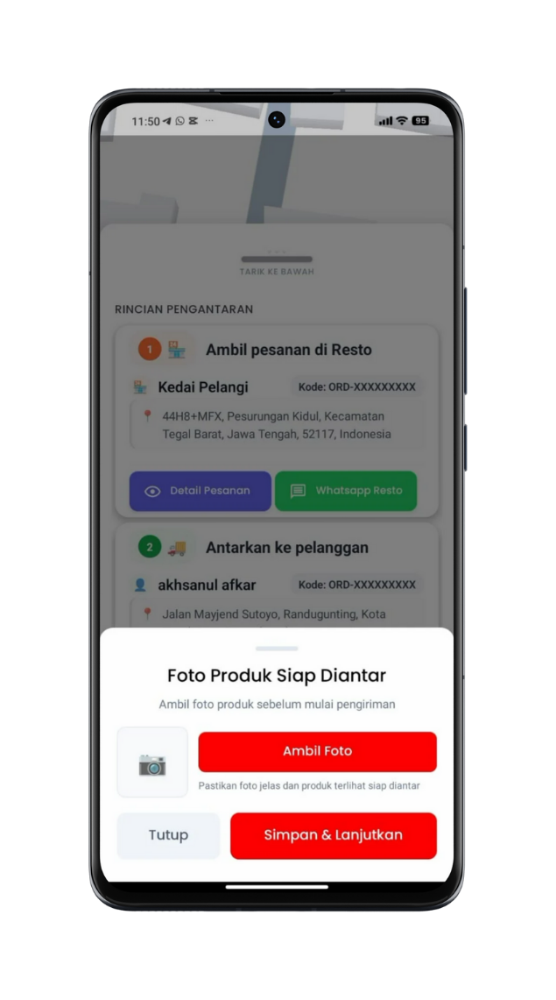 11:50
95
TARIK KE BAWAH
RINCIAN PENGANTARAN
1
Ambil pesanan di Resto
Kedai Pelangi
Kode: ORD-XXXXXXXXX
44H8+MFX, Pesurungan Kidul, Kecamatan
Tegal Barat, Jawa Tengah, 52117, Indonesia
Detail Pesanan
Whatsapp Resto
2
Antarkan ke pelanggan
akhsanul afkar
Kode: ORD-XXXXXXXXX
Jalan Mayjend Sutoyo, Randugunting, Kota
Foto Produk Siap Diantar
Ambil foto produk sebelum mulai pengiriman
Ambil Foto
Pastikan foto jelas dan produk terlihat siap diantar
Tutup
Simpan & Lanjutkan